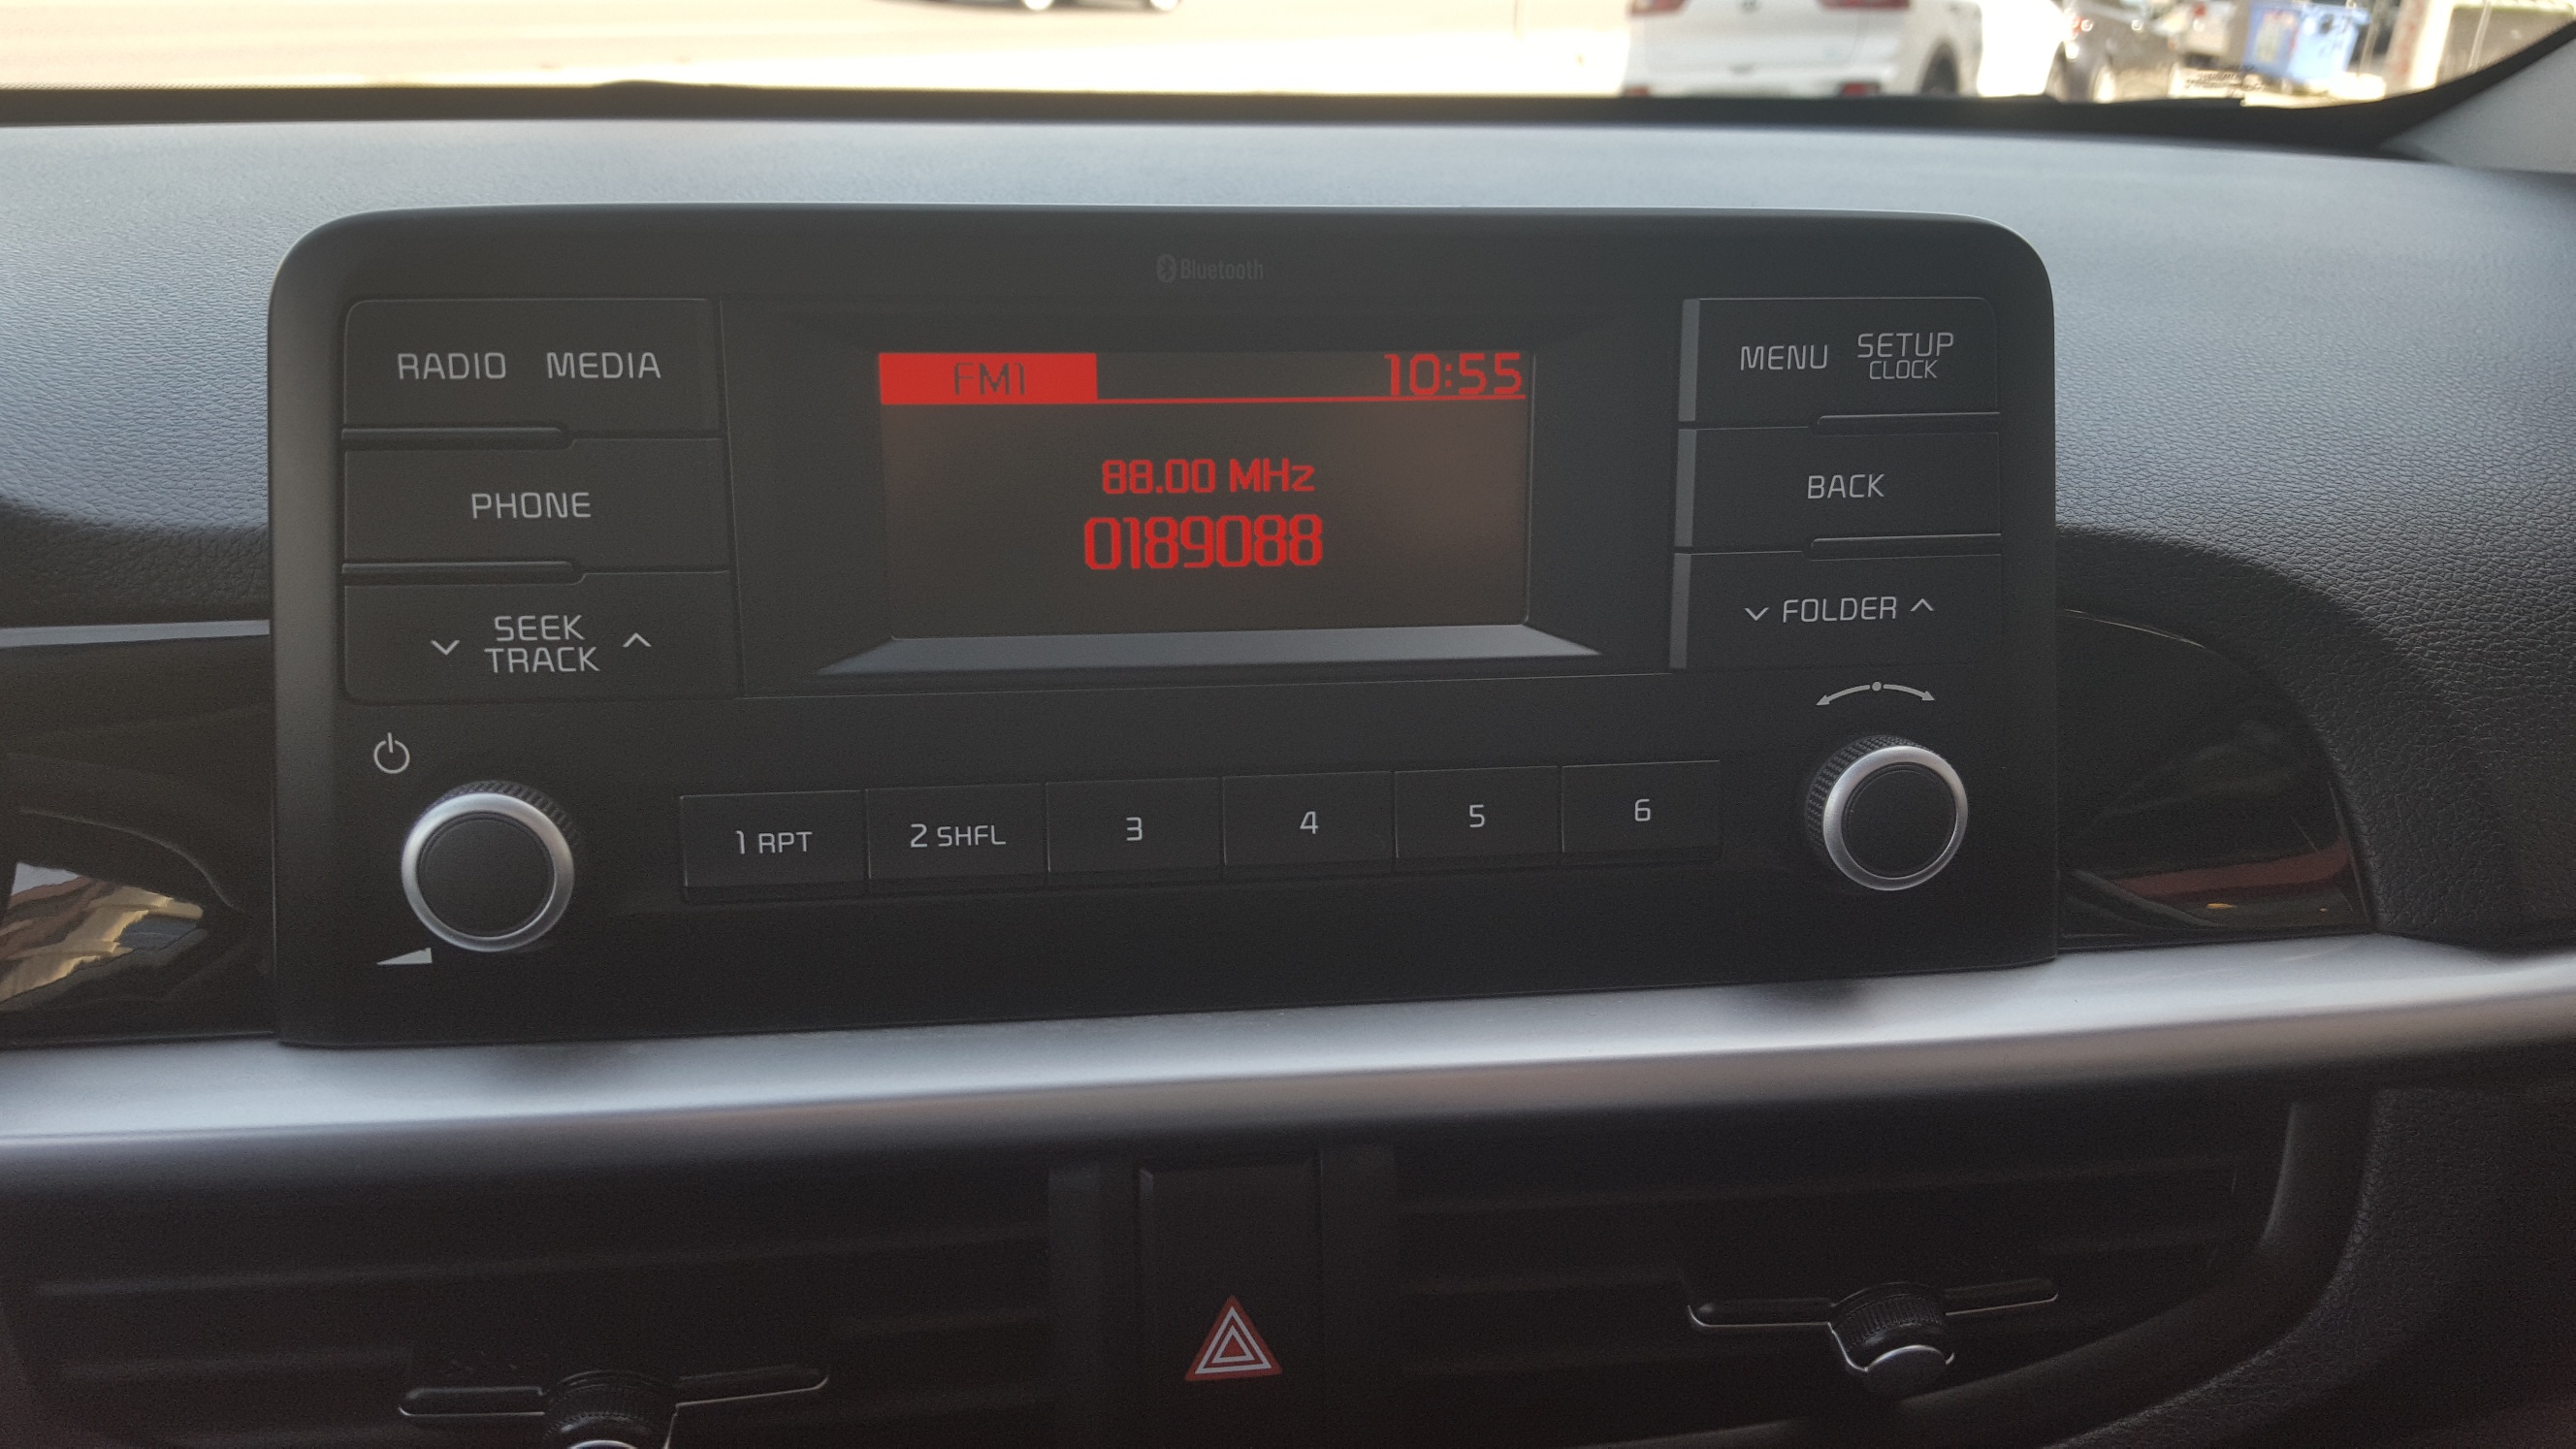 Bluetooth
RADIO MEDIA
PHONE
SEEK
TRACK
FM1 10:55
88.00 MHz
0189088
MENU SETUP
CLOCK
BACK
FOLDER
1 RPT 2 SHFL 3 4 5 6